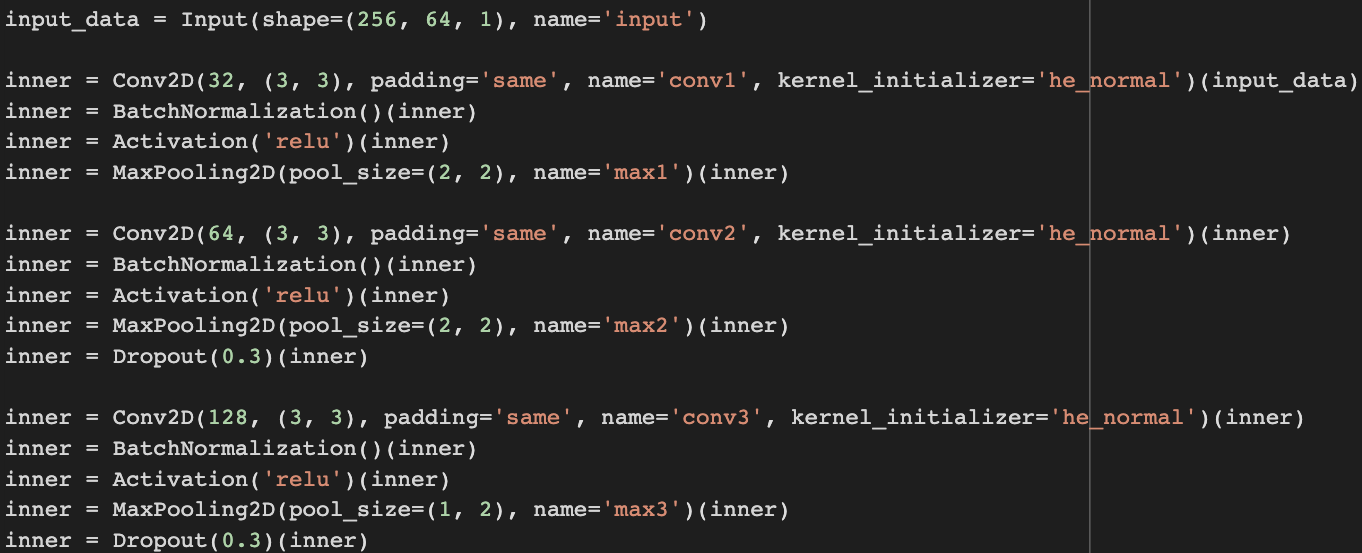 input_data = Input(shape=(256, 64, 1), name='input')
inner = Conv2D(32, (3, 3), padding='same', name='conv1', kernel_initializer='he_normal')(input_data)
inner = BatchNormalization()(inner)
inner = Activation('relu')(inner)
inner = MaxPooling2D(pool_size=(2, 2), name='max1')(inner)
inner = Conv2D(64, (3, 3), padding='same', name='conv2', kernel_initializer='he_normal')(inner)
inner = BatchNormalization()(inner)
inner = Activation('relu')(inner)
inner = MaxPooling2D(pool_size=(2, 2), name='max2')(inner)
inner = Dropout(0.3)(inner)
inner = Conv2D(128, (3, 3), padding='same', name='conv3', kernel_initializer='he_normal')(inner)
inner = BatchNormalization()(inner)
inner = Activation('relu')(inner)
inner = MaxPooling2D(pool_size=(1, 2), name='max3')(inner)
inner = Dropout(0.3)(inner)